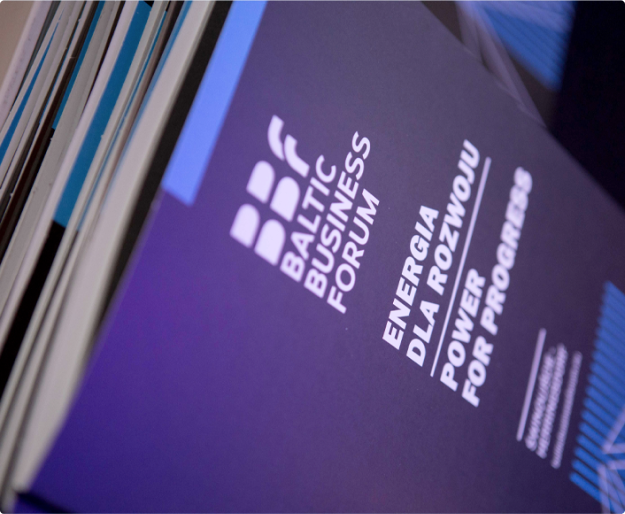 BBF
BALTIC
BUSINESS
FORUM
ENERGIA
DLA ROZWOJU
POWER
FOR PROGRESS